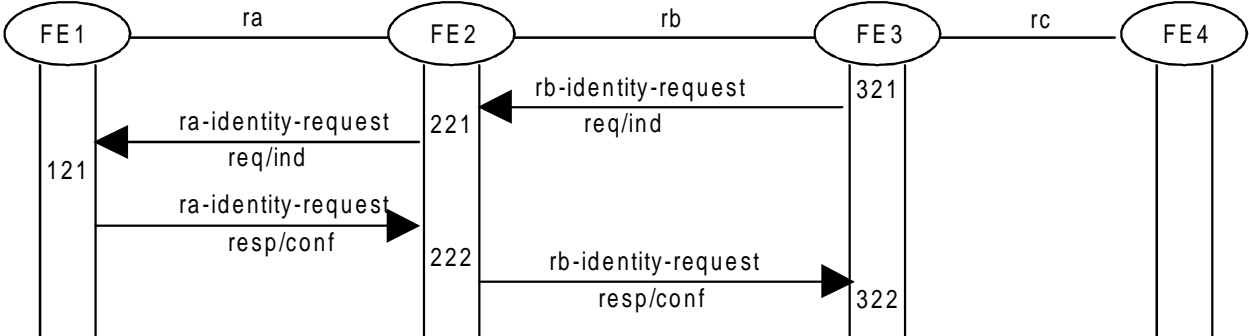 FE1
ra
FE2
rb
FE3
rc
FE4
321
rb-identity-request
req/ind
ra-identity-request
req/ind
221
121
ra-identity-request
resp/conf
222
rb-identity-request
resp/conf
322